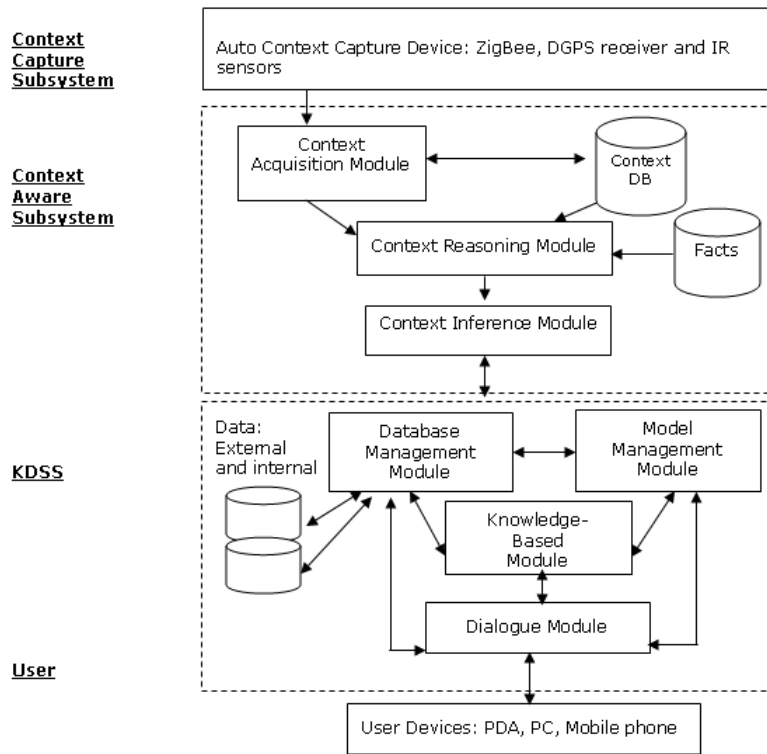 Context
Capture
Subsystem
Auto Context Capture Device: ZigBee, DGPS receiver and IR
sensors
Context
Aware
Subsystem
Context
Acquisition Module
Context
DB
Context Reasoning Module
Facts
Context Inference Module
KDSS
Data:
External
and internal
Database
Management
Module
Model
Management
Module
Knowledge-
Based
Module
Dialogue Module
User
User Devices: PDA, PC, Mobile phone